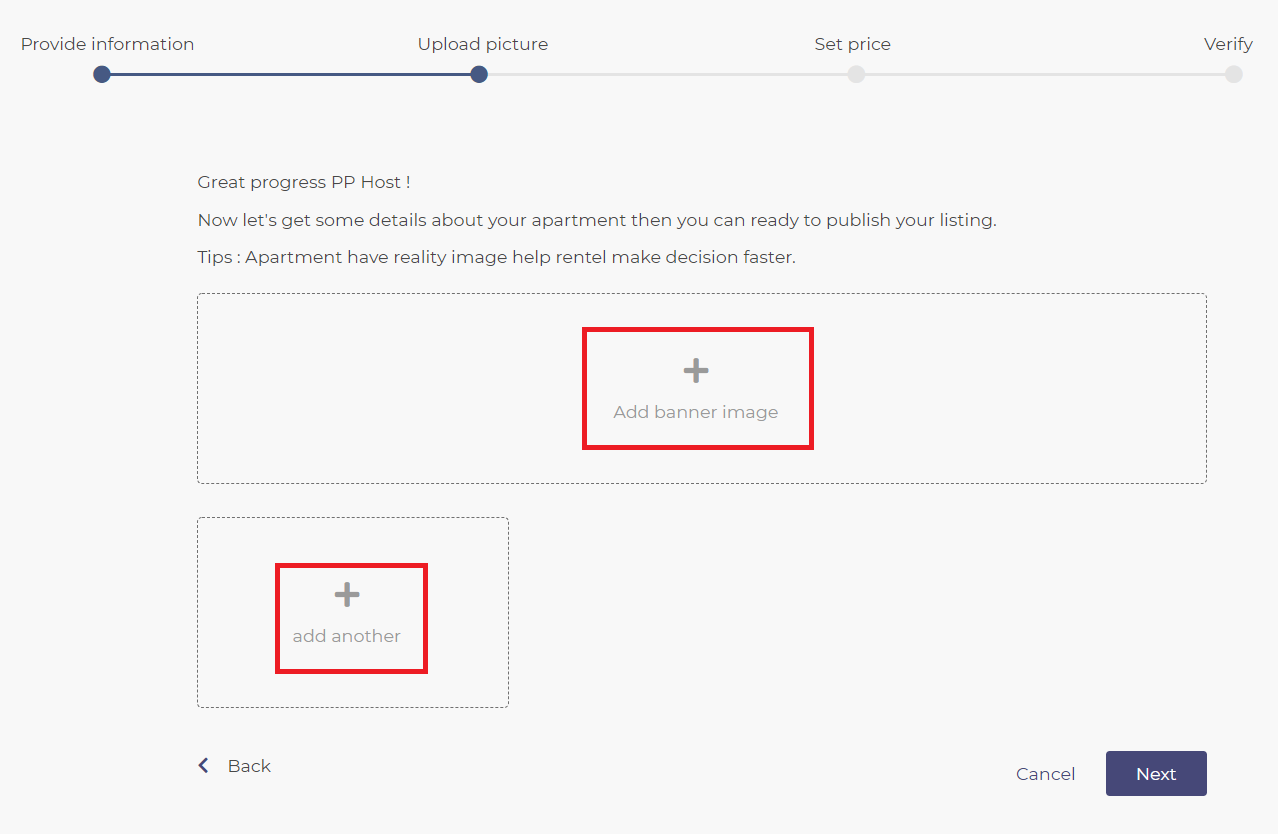 Provide information
Upload picture
Set price
Verify
Great progress PP Host !
Now let's get some details about your apartment then you can ready to publish your listing.
Tips : Apartment have reality image help rentel make decision faster.
Add banner image
add another
Back
Cancel
Next